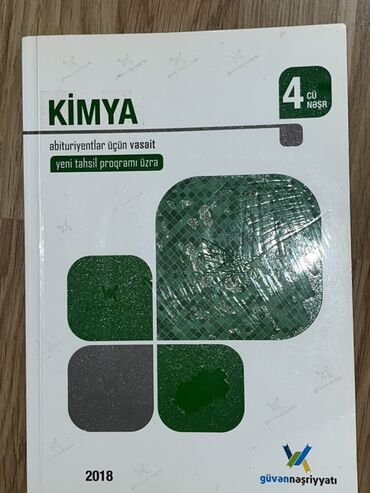 4 CÜ
NƏŞR
KİMYA
abituriyentlər üçün vəsait
yeni təhsil proqramı üzrə
2018
güvənnəşriyyatı